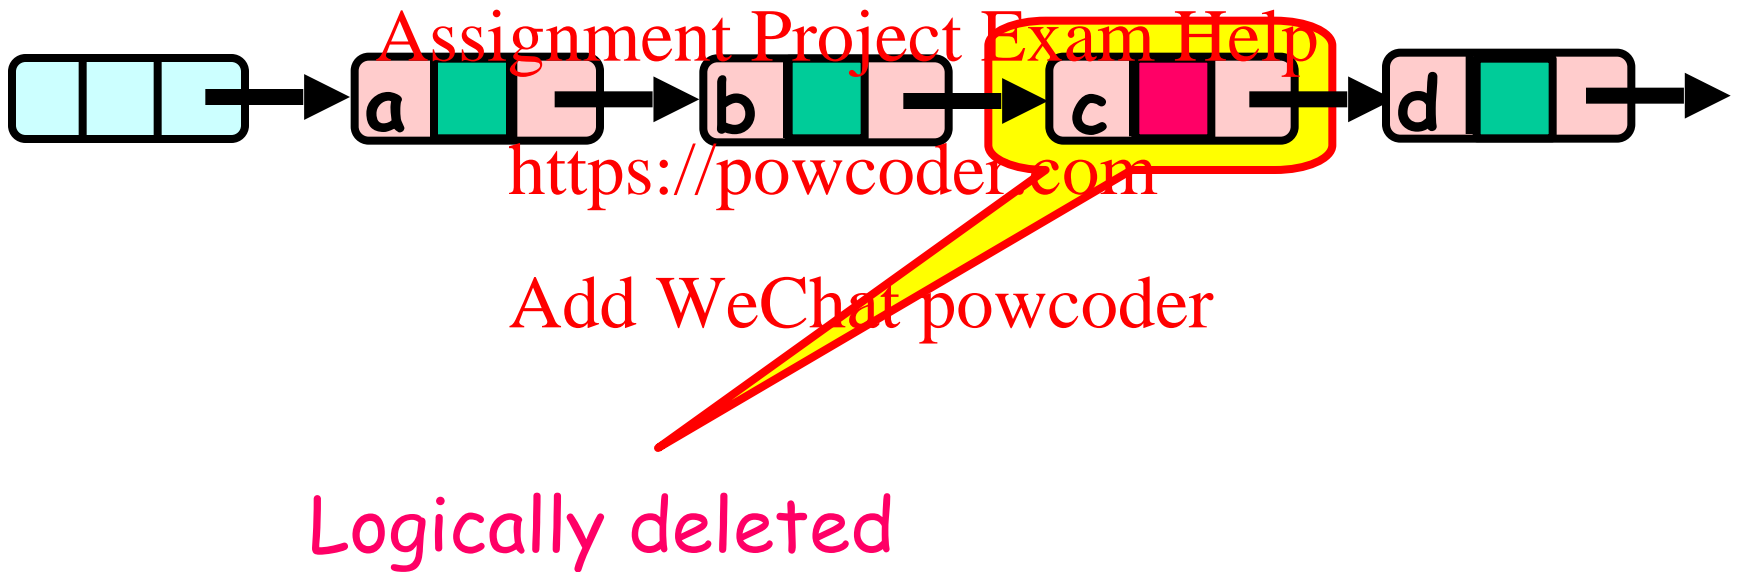 Assignment Project Exam Help
a b c d
https://powcoder.com
Add WeChat powcoder
Logically deleted